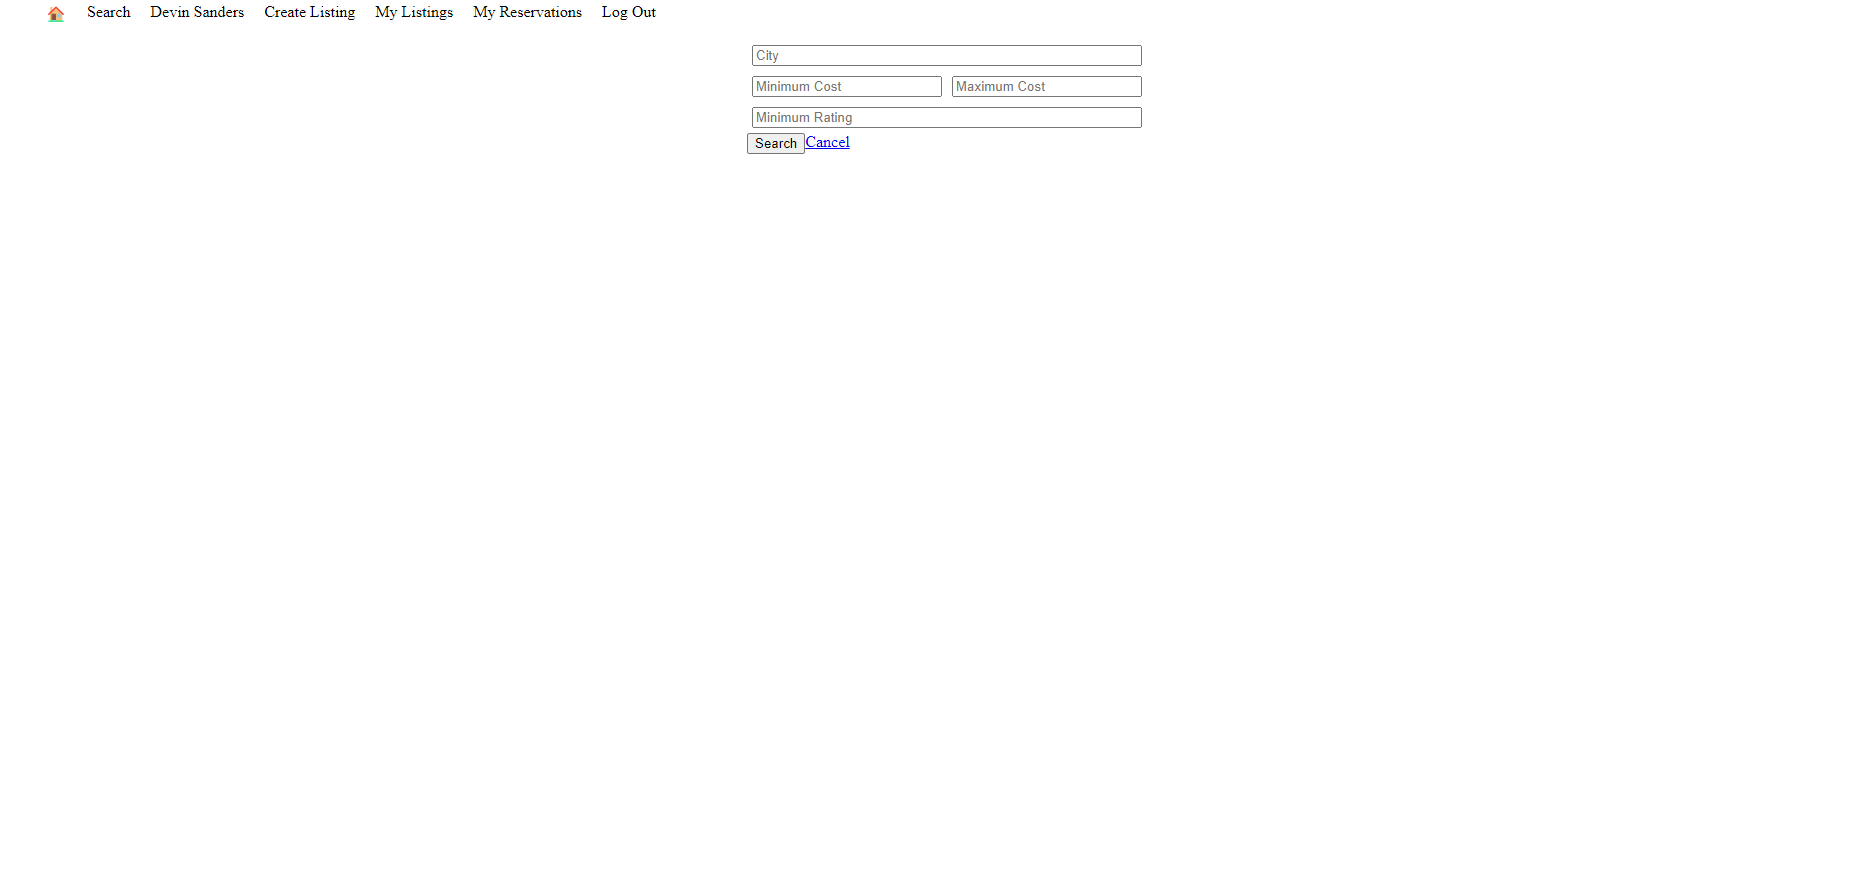 Search Devin Sanders Create Listing My Listings My Reservations Log Out
City
Minimum Cost Maximum Cost
Minimum Rating
Search Cancel